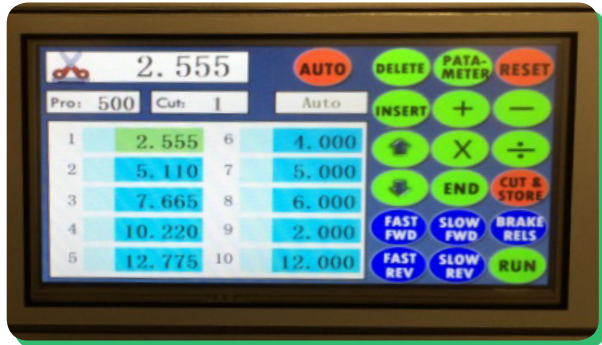 2.555
AUTO
DELETE
PATA-
METER
RESET
Pro: 500
Cut: 1
Auto
INSERT
+
−
1 2.555
6 4.000
X
÷
2 5.110
7 5.000
END
CUT &
STORE
3 7.665
8 6.000
FAST
FWD
SLOW
FWD
BRAKE
RELS
4 10.220
9 2.000
FAST
REV
SLOW
REV
RUN
5 12.775
10 12.000